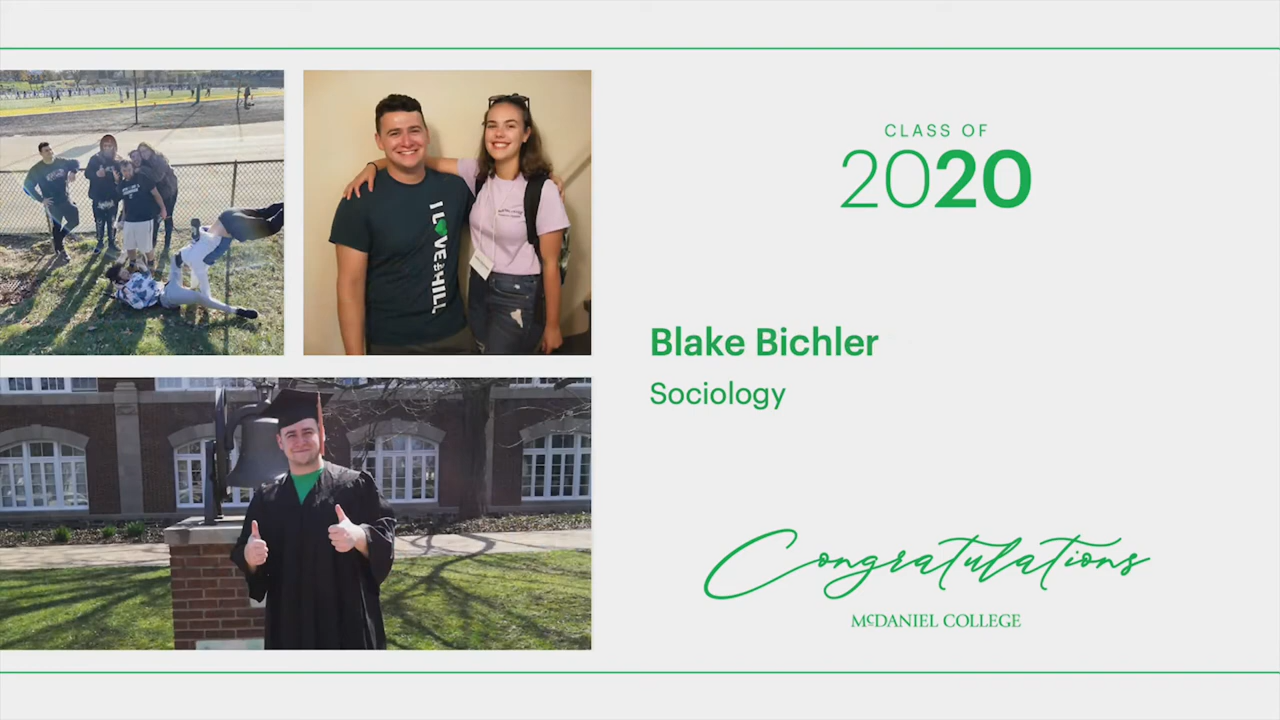 CLASS OF
2020
I LOVE THE HILL
Blake Bichler
Sociology
Congratulations
McDANIEL COLLEGE